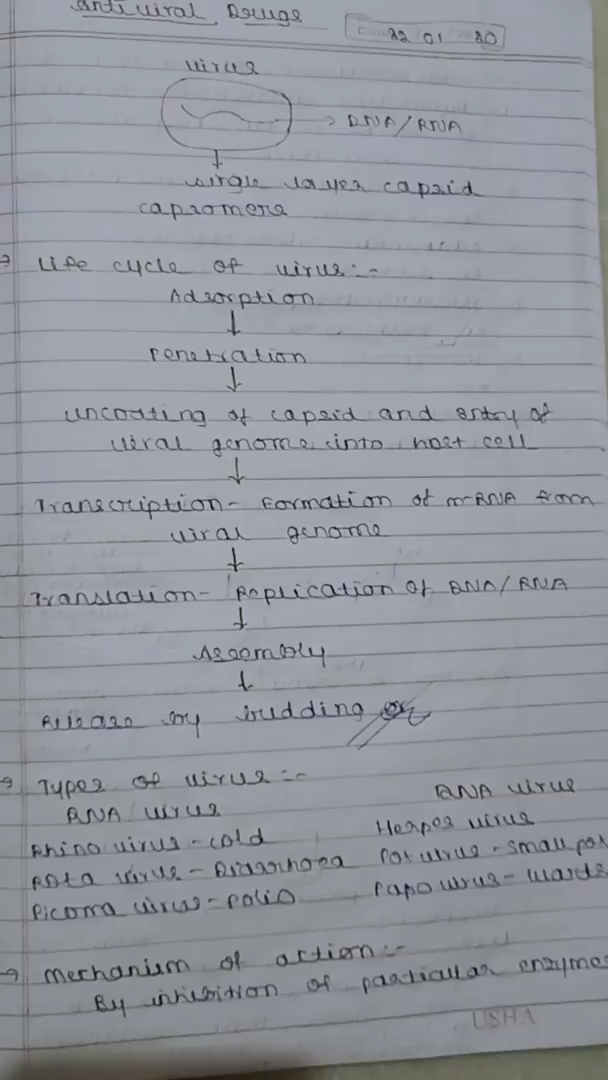 Antiviral Drugs
22 01 20
virus
→ DNA/RNA
single layer capsid
capsomers
→ Life cycle of virus :-
Adsorption
↓
Penetration
↓
uncoating of capsid and entry of
viral genome into host cell
↓
Transcription - Formation of m-RNA from
viral genome
↓
Translation - Replication of DNA/RNA
↓
Assembly
↓
Release by budding
→ Types of virus :-
RNA virus DNA virus
Rhino virus - cold Herpes virus
Rota virus - Diarrhoea Pox virus - small pox
Picorna virus - Polio Papo virus - warts
→ mechanism of action :-
By inhibition of particular enzymes
USHA